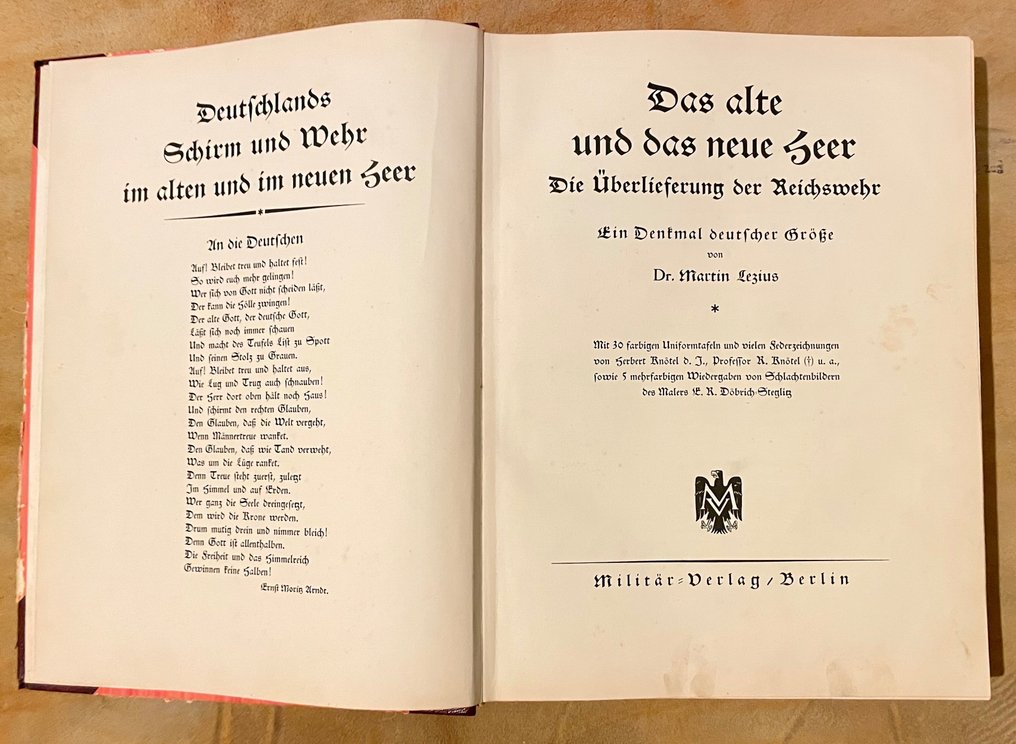 Deutschlands
Schirm und Wehr
im alten und im neuen Heer
*
An die Deutschen
Auf! Bleibet treu und haltet fest!
So wird euch mehr gelingen!
Wer sich von Gott nicht scheiden läßt,
Der kann die Hölle zwingen!
Der alte Gott, der deutsche Gott,
Läßt sich noch immer schauen
Und macht des Teufels List zu Spott
Und seinen Stolz zu Grauen.
Auf! Bleibet treu und haltet aus,
Wie Lug und Trug auch schnauben!
Der Herr dort oben hält noch Haus!
Und schirmt den rechten Glauben,
Den Glauben, daß die Welt vergeht,
Wenn Männertreue wanket.
Den Glauben, daß wie Tand verweht,
Was um die Lüge ranket.
Denn Treue steht zuerst, zuletzt
Im Himmel und auf Erden.
Wer ganz die Seele dreingesetzt,
Dem wird die Krone werden.
Drum mutig drein und nimmer bleich!
Denn Gott ist allenthalben.
Die Freiheit und das Himmelreich
Gewinnen keine Halben!
Ernst Moritz Arndt.
Das alte
und das neue Heer
Die Überlieferung der Reichswehr
Ein Denkmal deutscher Größe
von
Dr. Martin Lezius
*
Mit 30 farbigen Uniformtafeln und vielen Federzeichnungen
von Herbert Knötel d. J., Professor R. Knötel (†) u. a.,
sowie 5 mehrfarbigen Wiedergaben von Schlachtenbildern
des Malers E. R. Döbrich-Steglitz
MV
Militär-Verlag / Berlin